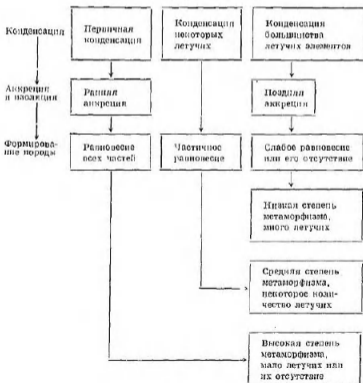 Конденсация
Первичная
конденсация
Конденсация
некоторых
летучих
Конденсация
большинства
летучих элементов
Аккреция
и изоляция
Ранняя
аккреция
Поздняя
аккреция
Формирова-
ние породы
Равновесие
всех частей
Частичное
равновесие
Слабое равновесие
или его отсутствие
Низкая степень
метаморфизма,
много летучих
Средняя степень
метаморфизма,
некоторое коли-
чество летучих
Высокая степень
метаморфизма,
мало летучих или
их отсутствие